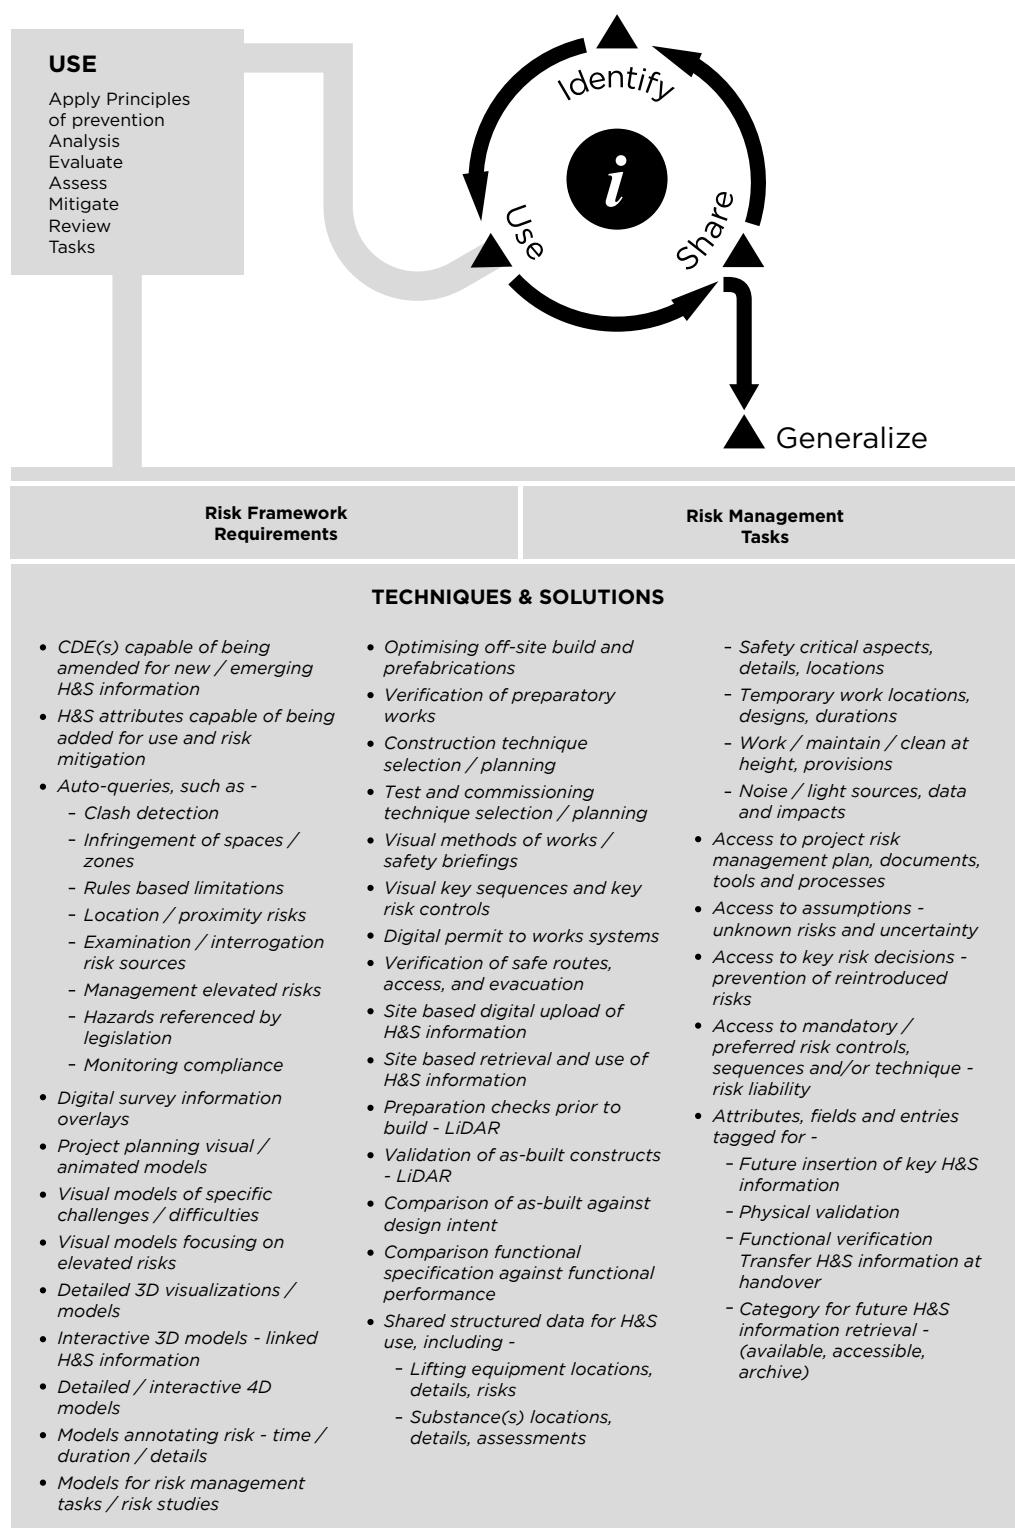 USE
Apply Principles
of prevention
Analysis
Evaluate
Assess
Mitigate
Review
Tasks
Identify
i
Use
Share
Generalize
Risk Framework
Requirements
Risk Management
Tasks
TECHNIQUES & SOLUTIONS
• CDE(s) capable of being
amended for new / emerging
H&S information
• H&S attributes capable of being
added for use and risk
mitigation
• Auto-queries, such as -
– Clash detection
– Infringement of spaces /
zones
– Rules based limitations
– Location / proximity risks
– Examination / interrogation
risk sources
– Management elevated risks
– Hazards referenced by
legislation
– Monitoring compliance
• Digital survey information
overlays
• Project planning visual /
animated models
• Visual models of specific
challenges / difficulties
• Visual models focusing on
elevated risks
• Detailed 3D visualizations /
models
• Interactive 3D models - linked
H&S information
• Detailed / interactive 4D
models
• Models annotating risk - time /
duration / details
• Models for risk management
tasks / risk studies
• Optimising off-site build and
prefabrications
• Verification of preparatory
works
• Construction technique
selection / planning
• Test and commissioning
technique selection / planning
• Visual methods of works /
safety briefings
• Visual key sequences and key
risk controls
• Digital permit to works systems
• Verification of safe routes,
access, and evacuation
• Site based digital upload of
H&S information
• Site based retrieval and use of
H&S information
• Preparation checks prior to
build - LiDAR
• Validation of as-built constructs
- LiDAR
• Comparison of as-built against
design intent
• Comparison functional
specification against functional
performance
• Shared structured data for H&S
use, including -
– Lifting equipment locations,
details, risks
– Substance(s) locations,
details, assessments
– Safety critical aspects,
details, locations
– Temporary work locations,
designs, durations
– Work / maintain / clean at
height, provisions
– Noise / light sources, data
and impacts
• Access to project risk
management plan, documents,
tools and processes
• Access to assumptions -
unknown risks and uncertainty
• Access to key risk decisions -
prevention of reintroduced
risks
• Access to mandatory /
preferred risk controls,
sequences and/or technique -
risk liability
• Attributes, fields and entries
tagged for -
– Future insertion of key H&S
information
– Physical validation
– Functional verification
Transfer H&S information at
handover
– Category for future H&S
information retrieval -
(available, accessible,
archive)